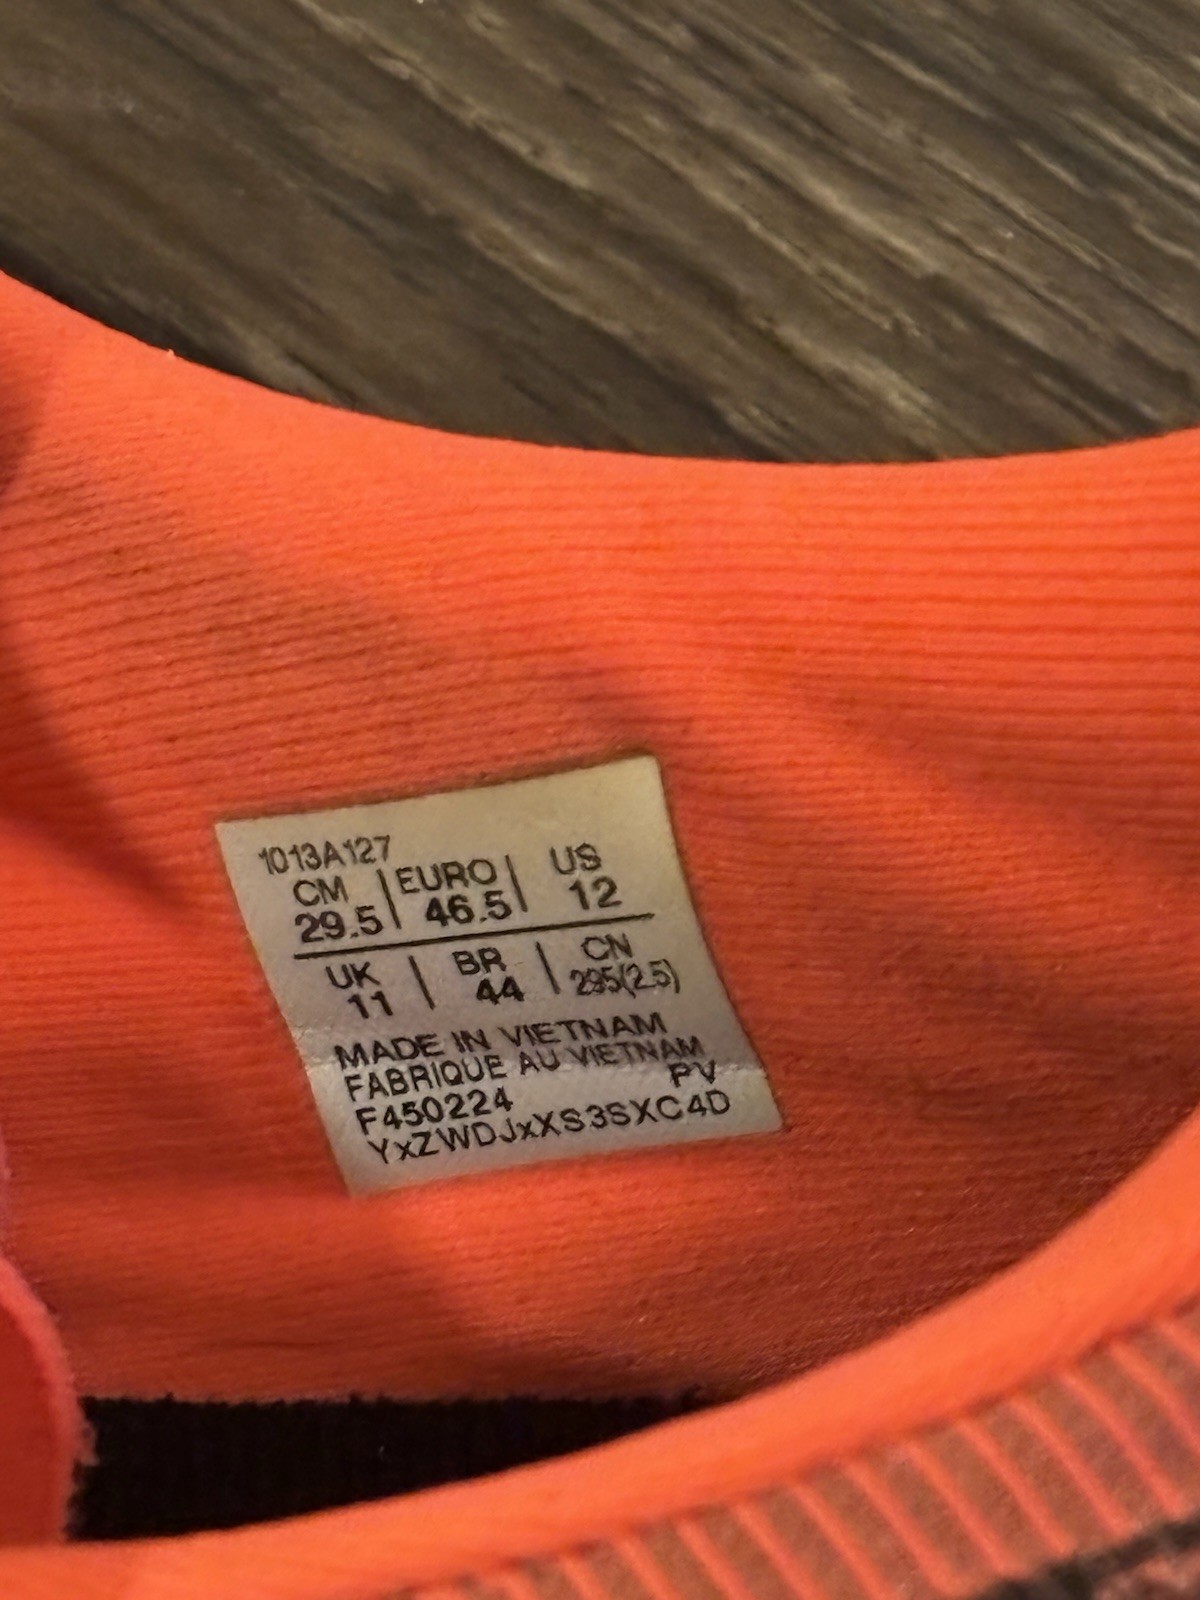 1013A127
CM | EURO | US
29.5 | 46.5 | 12
UK | BR | CN
11 | 44 | 295(2.5)
MADE IN VIETNAM
FABRIQUE AU VIETNAM
PV
F450224
YxZWDJxXS3SXC4D